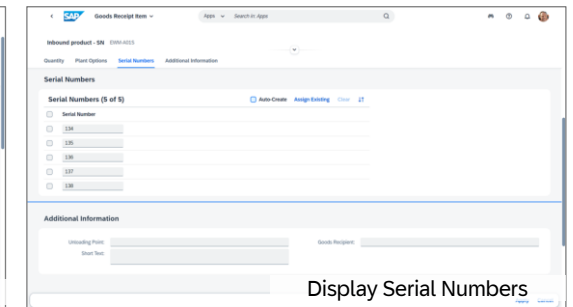 SAP Goods Receipt Item Apps Search in: Apps
Inbound product - SN EWM-6015
Quantity Plant Options Serial Numbers Additional Information
Serial Numbers
Serial Numbers (5 of 5) Auto-Create Assign Existing Clear
Serial Number
134
135
136
137
138
Additional Information
Unloading Point: Goods Recipient:
Short Text:
Display Serial Numbers